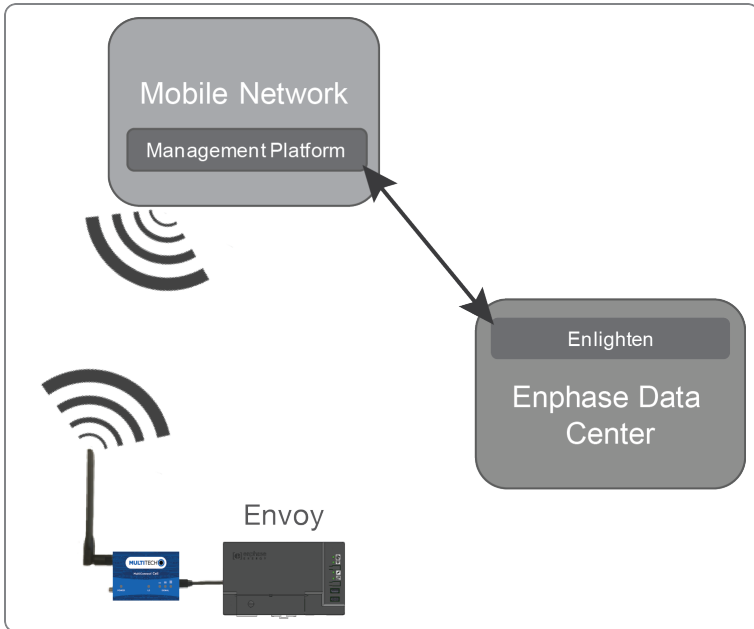 Mobile Network
Management Platform
Enlighten
Enphase Data
Center
Envoy
MULTITECH